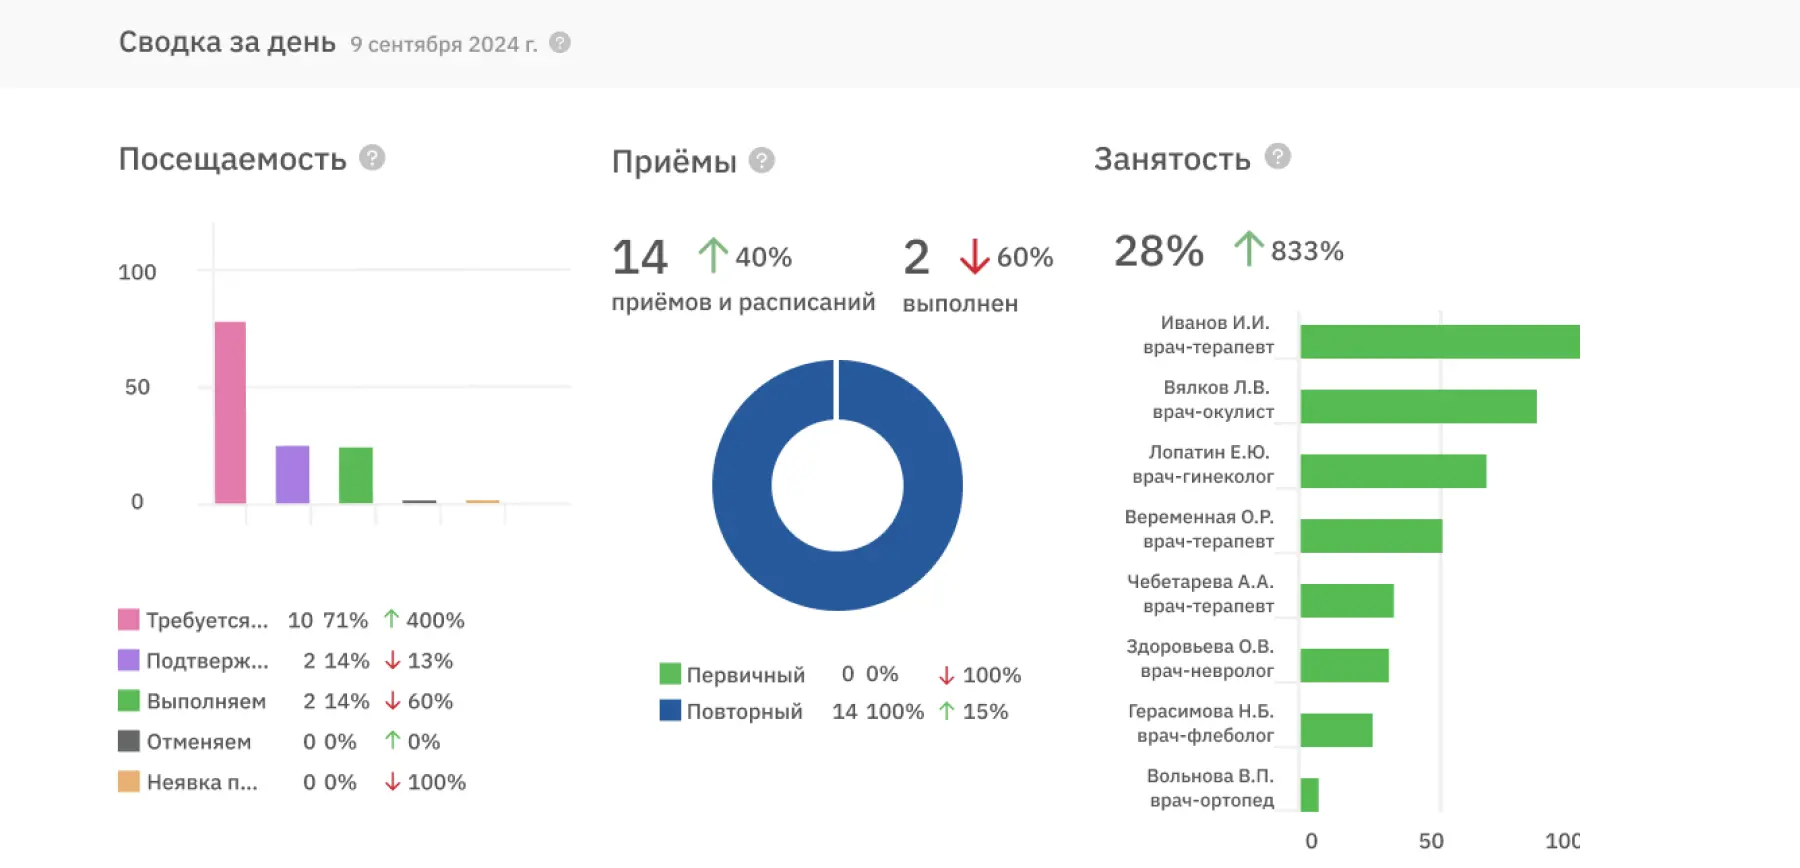 Сводка за день 9 сентября 2024 г. ?
Посещаемость ?
100
50
0
Требуется... 10 71% ↑ 400%
Подтверж... 2 14% ↓ 13%
Выполняем 2 14% ↓ 60%
Отменяем 0 0% ↑ 0%
Неявка п... 0 0% ↓ 100%
Приёмы ?
14 ↑ 40%
приёмов и расписаний
2 ↓ 60%
выполнен
Первичный 0 0% ↓ 100%
Повторный 14 100% ↑ 15%
Занятость ?
28% ↑ 833%
Иванов И.И.
врач-терапевт
Вялков Л.В.
врач-окулист
Лопатин Е.Ю.
врач-гинеколог
Веременная О.Р.
врач-терапевт
Чебетарева А.А.
врач-терапевт
Здоровьева О.В.
врач-невролог
Герасимова Н.Б.
врач-флеболог
Вольнова В.П.
врач-ортопед
0 50 100